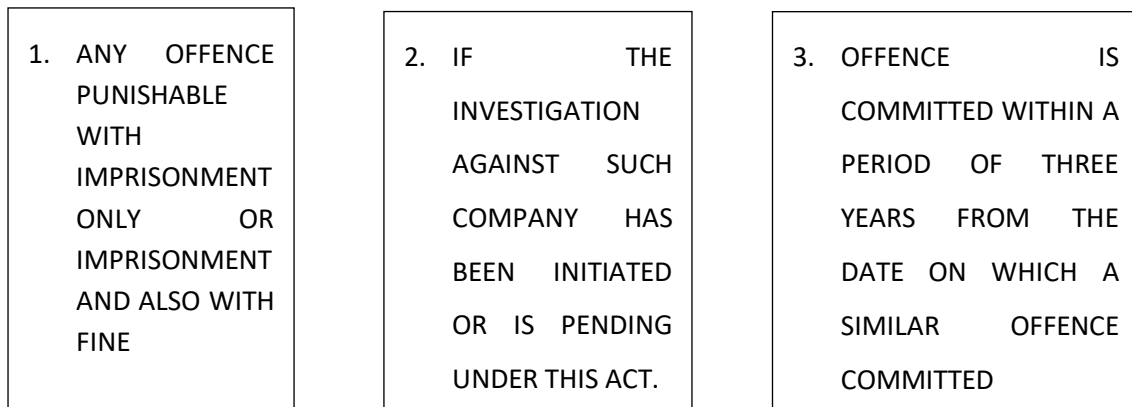 1. ANY OFFENCE
PUNISHABLE
WITH
IMPRISONMENT
ONLY OR
IMPRISONMENT
AND ALSO WITH
FINE
2. IF THE
INVESTIGATION
AGAINST SUCH
COMPANY HAS
BEEN INITIATED
OR IS PENDING
UNDER THIS ACT.
3. OFFENCE IS
COMMITTED WITHIN A
PERIOD OF THREE
YEARS FROM THE
DATE ON WHICH A
SIMILAR OFFENCE
COMMITTED